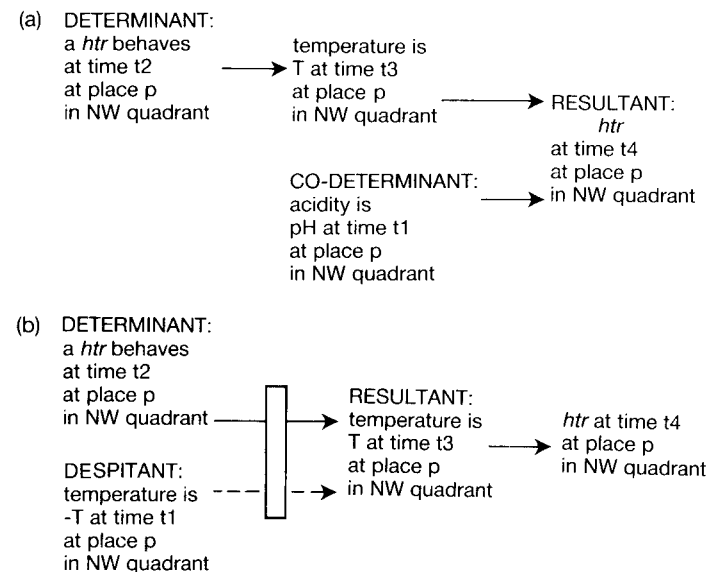 (a) DETERMINANT:
a htr behaves
at time t2
at place p
in NW quadrant
temperature is
T at time t3
at place p
in NW quadrant
CO-DETERMINANT:
acidity is
pH at time t1
at place p
in NW quadrant
RESULTANT:
htr
at time t4
at place p
in NW quadrant
(b) DETERMINANT:
a htr behaves
at time t2
at place p
in NW quadrant
DESPITANT:
temperature is
-T at time t1
at place p
in NW quadrant
RESULTANT:
temperature is
T at time t3
at place p
in NW quadrant
htr at time t4
at place p
in NW quadrant